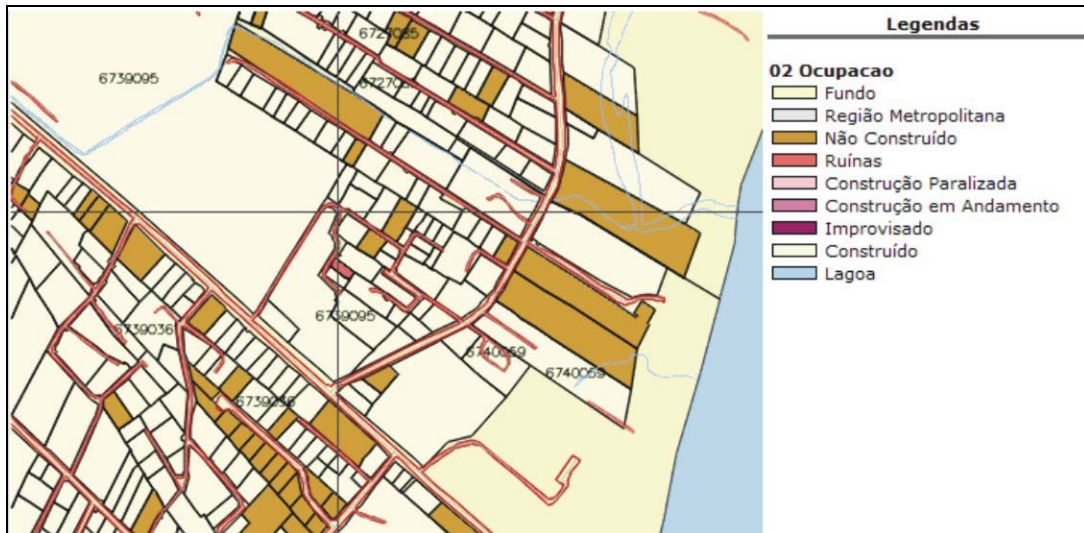 6727085
6739095
6739095
6739036
6740059
6740059
6739036
Legendas
02 Ocupacao
Fundo
Região Metropolitana
Não Construído
Ruínas
Construção Paralizada
Construção em Andamento
Improvisado
Construído
Lagoa